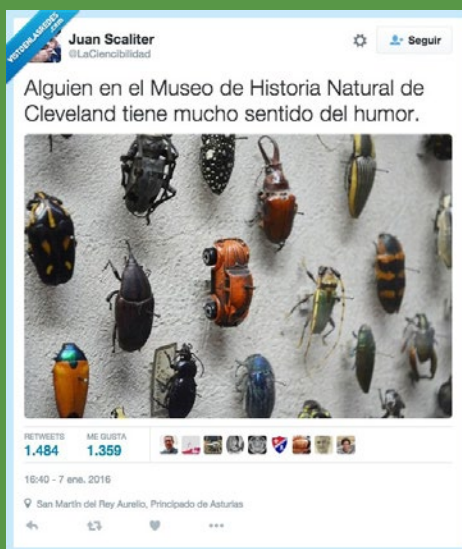 VISTOENLASREDES
.COM
Juan Scaliter
@LaCiencibilidad
Seguir
Alguien en el Museo de Historia Natural de
Cleveland tiene mucho sentido del humor.
RETWEETS
1.484
ME GUSTA
1.359
16:40 - 7 ene. 2016
San Martín del Rey Aurelio, Principado de Asturias